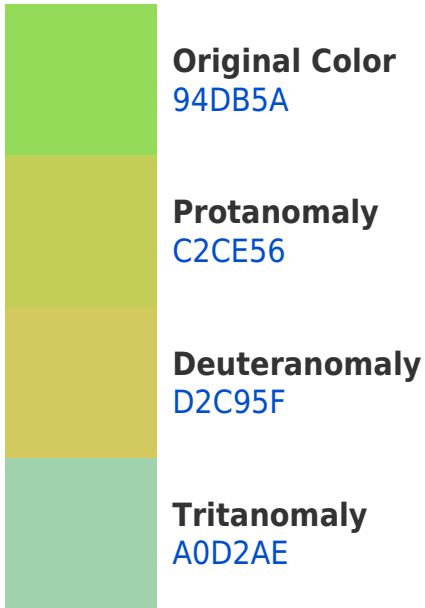 Original Color
94DB5A
Protanomaly
C2CE56
Deuteranomaly
D2C95F
Tritanomaly
A0D2AE